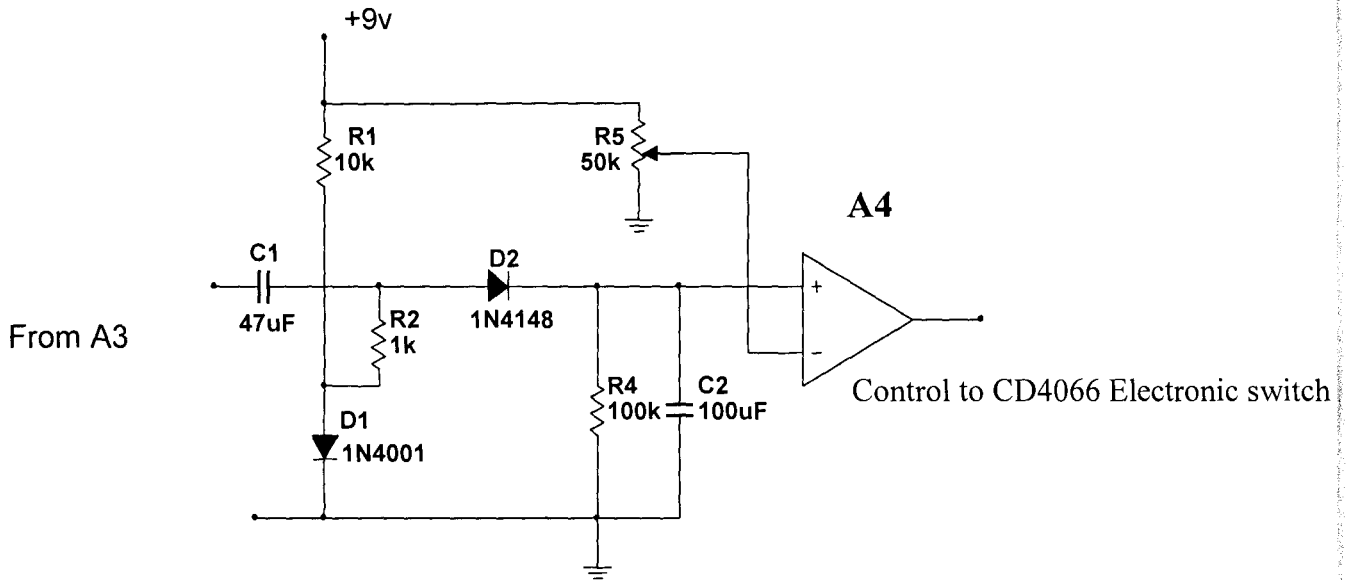 +9v
R1
10k
R5
50k
A4
C1
47uF
D2
1N4148
+
-
From A3
R2
1k
R4
100k
C2
100uF
Control to CD4066 Electronic switch
D1
1N4001